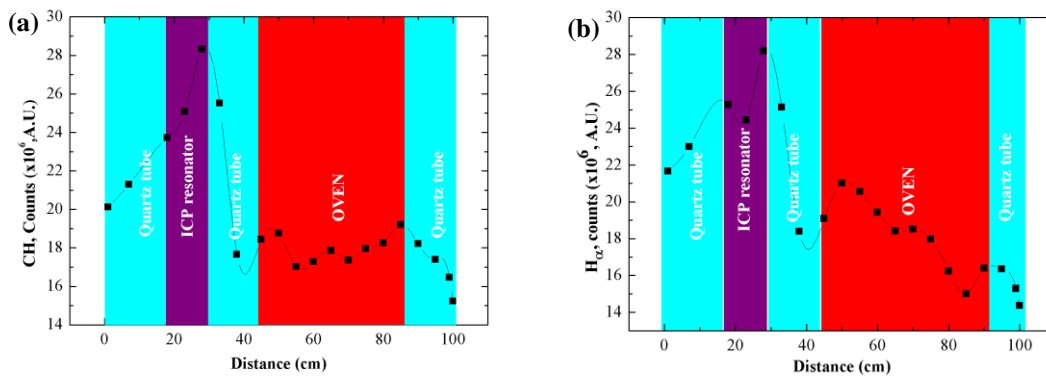 (a)
CH, Counts (x10⁶,A.U.)
30
28
26
24
22
20
18
16
14
0
20
40
60
80
100
Distance (cm)
Quartz tube
ICP resonator
Quartz tube
OVEN
Quartz tube
(b)
Hα, counts (x10⁶, A.U.)
30
28
26
24
22
20
18
16
14
0
20
40
60
80
100
Distance (cm)
Quartz tube
ICP resonator
Quartz tube
OVEN
Quartz tube